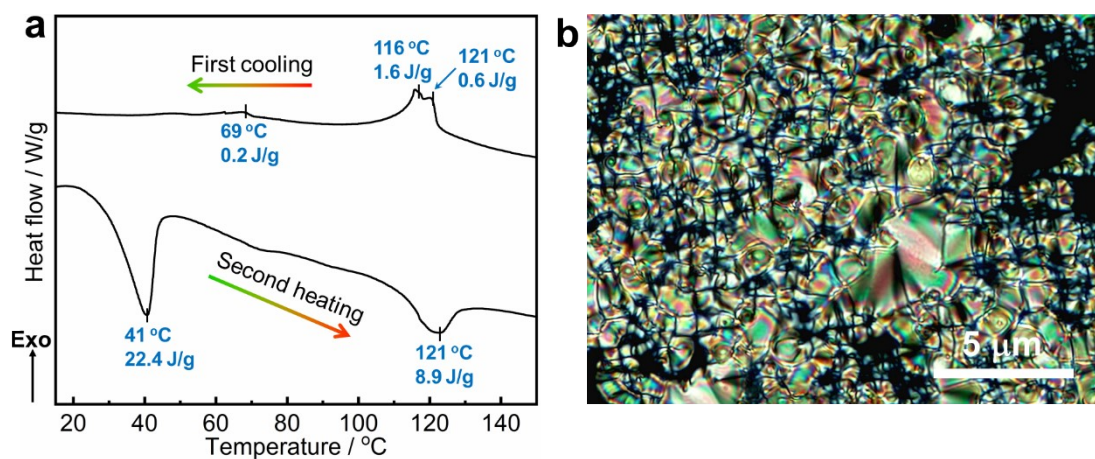 a
First cooling
116 °C
1.6 J/g
121 °C
0.6 J/g
69 °C
0.2 J/g
Heat flow / W/g
Second heating
Exo
41 °C
22.4 J/g
121 °C
8.9 J/g
20 40 60 80 100 120 140
Temperature / °C
b
5 μm